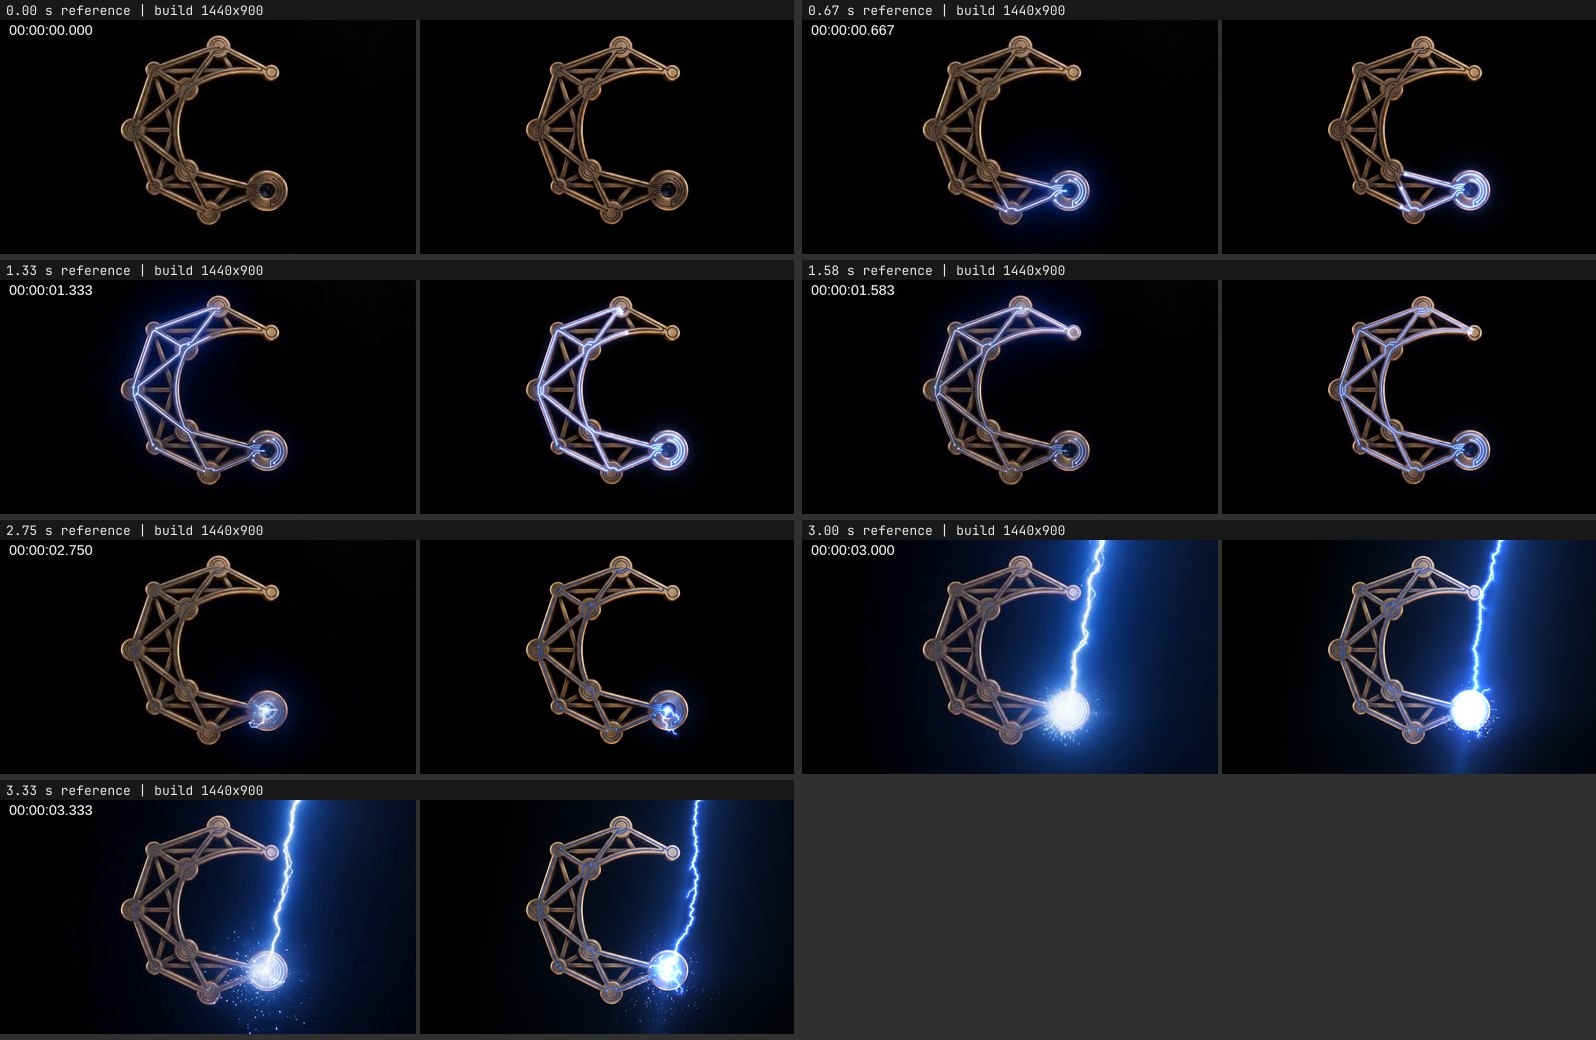 0.00 s reference | build 1440x900
00:00:00.000
0.67 s reference | build 1440x900
00:00:00.667
1.33 s reference | build 1440x900
00:00:01.333
1.58 s reference | build 1440x900
00:00:01.583
2.75 s reference | build 1440x900
00:00:02.750
3.00 s reference | build 1440x900
00:00:03.000
3.33 s reference | build 1440x900
00:00:03.333